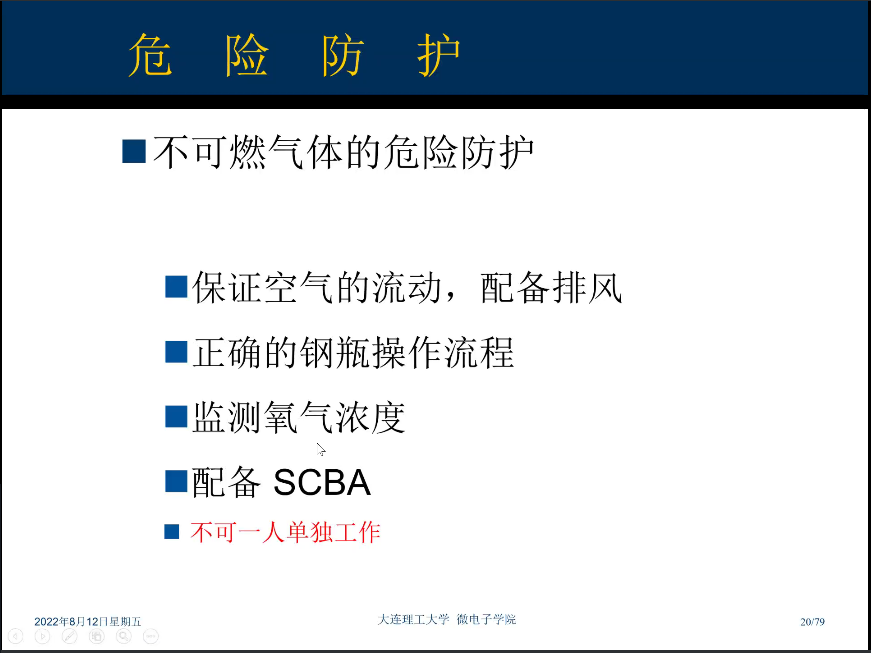 危 险 防 护
不可燃气体的危险防护
保证空气的流动，配备排风
正确的钢瓶操作流程
监测氧气浓度
配备 SCBA
不可一人单独工作
2022年8月12日星期五
大连理工大学 微电子学院
20/79